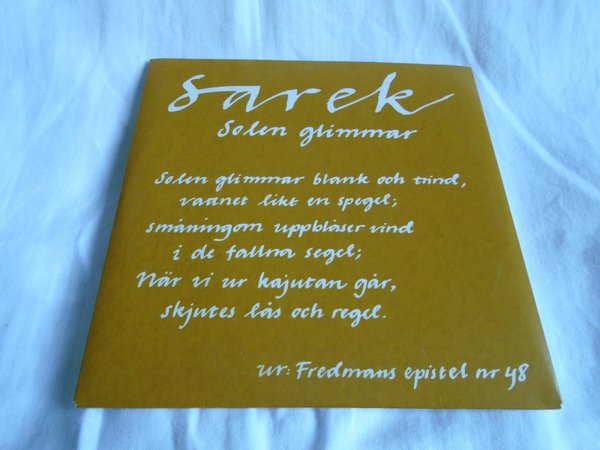 Sarek
Solen glimmar
Solen glimmar blank och trind,
vattnet likt en spegel;
småningom uppblåser vind
i de fallna segel;
När vi ur kajutan går,
skjutes lås och regel.
ur: Fredmans epistel nr 48